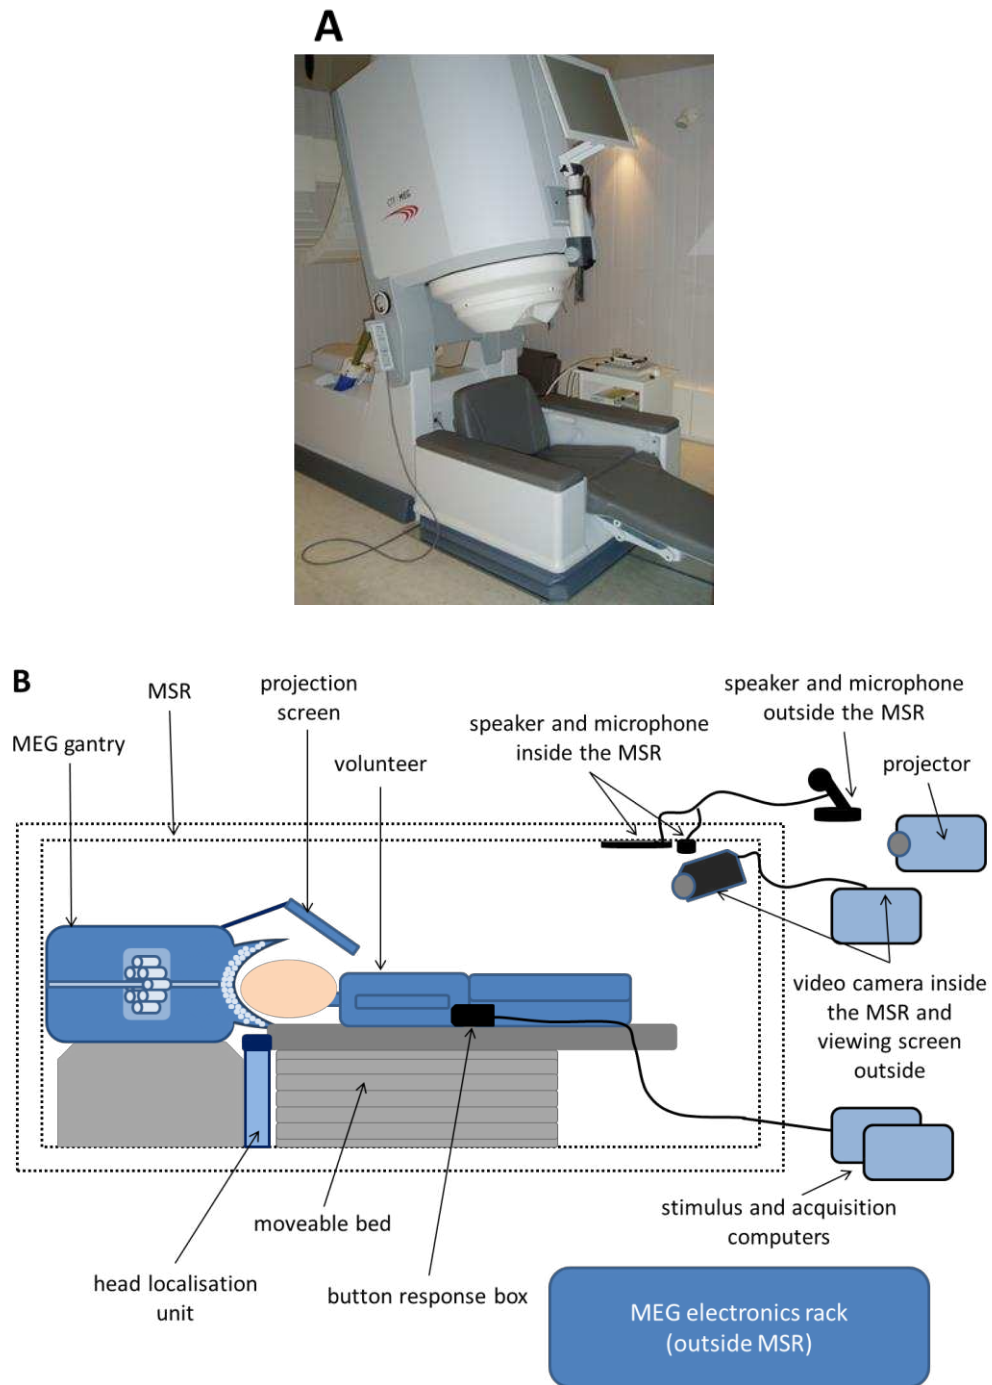 A
CTF MEG
B
MSR
projection
screen
speaker and microphone
outside the MSR
speaker and microphone
inside the MSR
MEG gantry
volunteer
projector
video camera inside
the MSR and
viewing screen
outside
stimulus and acquisition
computers
moveable bed
head localisation
unit
button response box
MEG electronics rack
(outside MSR)